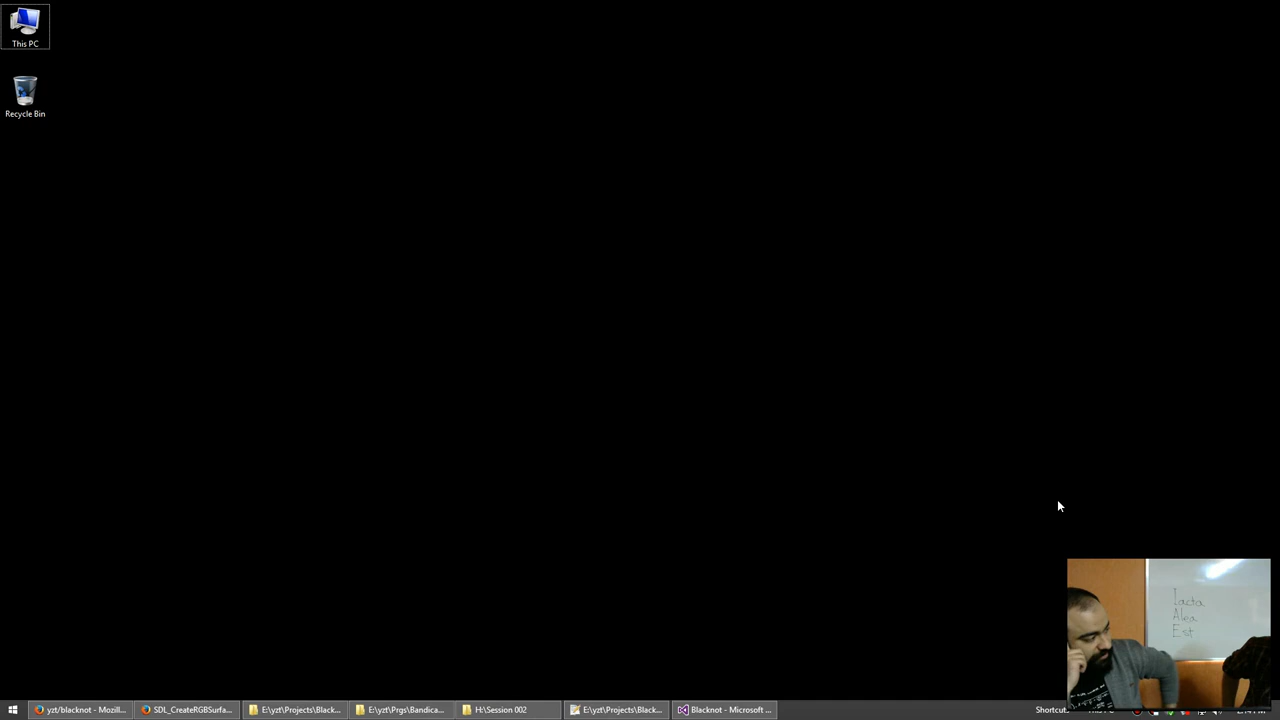 This PC
Recycle Bin
Iacta
Alea
Est
yzt/blacknot - Mozill...
SDL_CreateRGBSurfa...
E:\yzt\Projects\Black...
E:\yzt\Prgs\Bandica...
H:\Session 002
E:\yzt\Projects\Black...
Blacknot - Microsoft ...